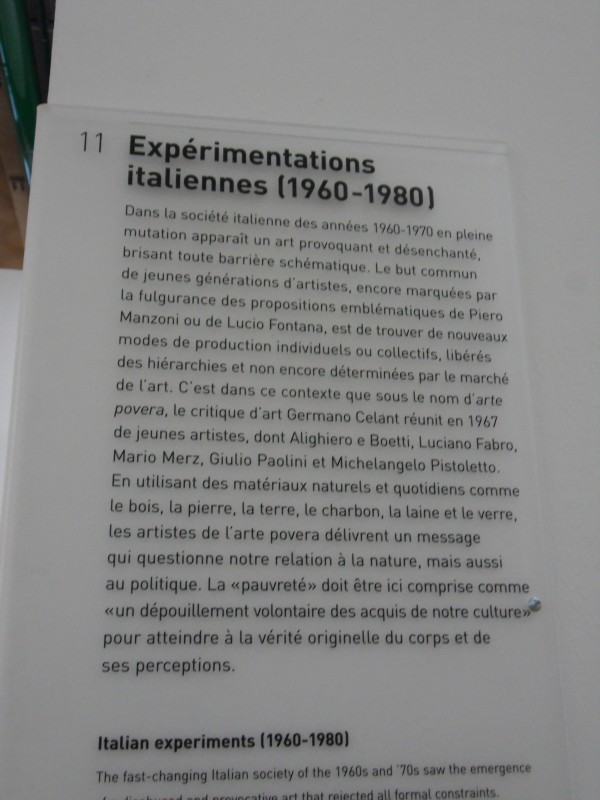 11 Expérimentations
italiennes (1960-1980)
Dans la société italienne des années 1960-1970 en pleine
mutation apparaît un art provoquant et désenchanté,
brisant toute barrière schématique. Le but commun
de jeunes générations d'artistes, encore marquées par
la fulgurance des propositions emblématiques de Piero
Manzoni ou de Lucio Fontana, est de trouver de nouveaux
modes de production individuels ou collectifs, libérés
des hiérarchies et non encore déterminées par le marché
de l'art. C'est dans ce contexte que sous le nom d'arte
povera, le critique d'art Germano Celant réunit en 1967
de jeunes artistes, dont Alighiero e Boetti, Luciano Fabro,
Mario Merz, Giulio Paolini et Michelangelo Pistoletto.
En utilisant des matériaux naturels et quotidiens comme
le bois, la pierre, la terre, le charbon, la laine et le verre,
les artistes de l'arte povera délivrent un message
qui questionne notre relation à la nature, mais aussi
au politique. La «pauvreté» doit être ici comprise comme
«un dépouillement volontaire des acquis de notre culture»
pour atteindre à la vérité originelle du corps et de
ses perceptions.
Italian experiments (1960-1980)
The fast-changing Italian society of the 1960s and '70s saw the emergence
and provocative art that rejected all formal constraints.